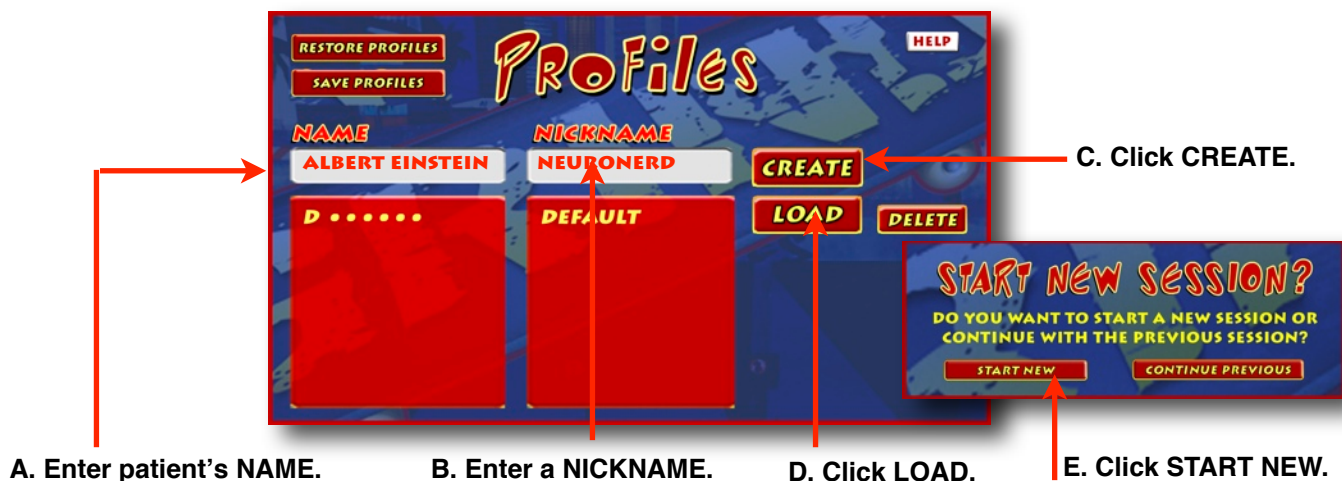 RESTORE PROFILES
SAVE PROFILES
PROFILES
HELP
NAME
NICKNAME
ALBERT EINSTEIN
NEURONERD
CREATE
C. Click CREATE.
D ••••••
DEFAULT
LOAD
DELETE
START NEW SESSION?
DO YOU WANT TO START A NEW SESSION OR
CONTINUE WITH THE PREVIOUS SESSION?
START NEW
CONTINUE PREVIOUS
A. Enter patient's NAME.
B. Enter a NICKNAME.
D. Click LOAD.
E. Click START NEW.